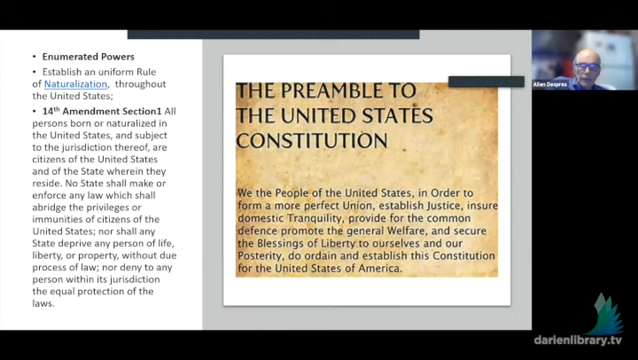 • Enumerated Powers
• Establish an uniform Rule
of Naturalization, throughout
the United States;
• 14th Amendment Section1 All
persons born or naturalized in
the United States, and subject
to the jurisdiction thereof, are
citizens of the United States
and of the State wherein they
reside. No State shall make or
enforce any law which shall
abridge the privileges or
immunities of citizens of the
United States; nor shall any
State deprive any person of life,
liberty, or property, without due
process of law; nor deny to any
person within its jurisdiction
the equal protection of the
laws.
THE PREAMBLE TO
THE UNITED STATES
CONSTITUTION
We the People of the United States, in Order to
form a more perfect Union, establish Justice, insure
domestic Tranquility, provide for the common
defence promote the general Welfare, and secure
the Blessings of Liberty to ourselves and our
Posterity, do ordain and establish this Constitution
for the United States of America.
Allen Despres
darienlibrary.tv